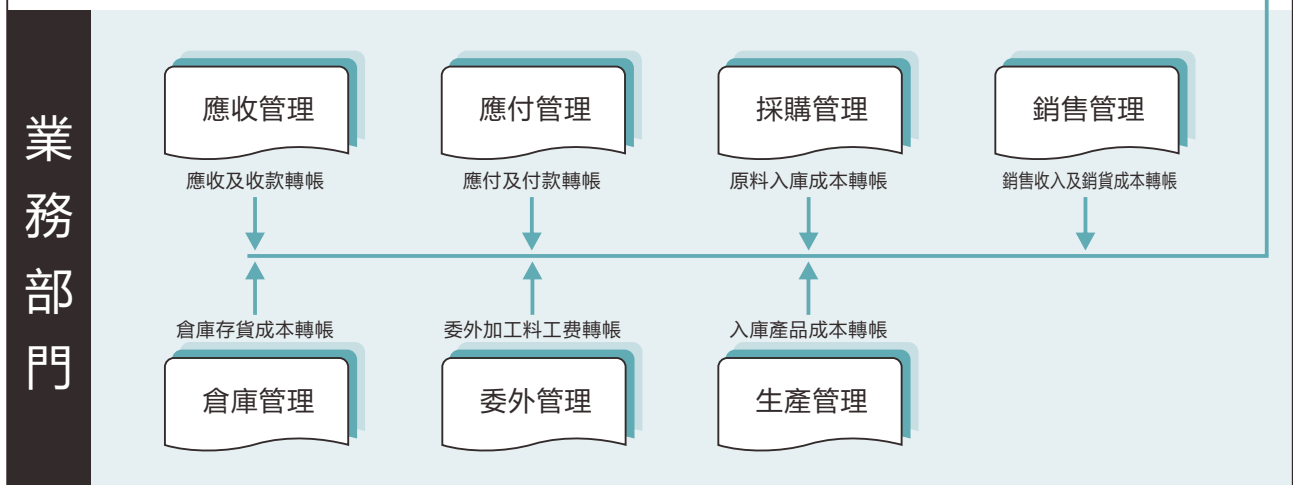 業務部門
應收管理
應付管理
採購管理
銷售管理
應收及收款轉帳
應付及付款轉帳
原料入庫成本轉帳
銷售收入及銷貨成本轉帳
倉庫存貨成本轉帳
委外加工料工费轉帳
入庫產品成本轉帳
倉庫管理
委外管理
生產管理